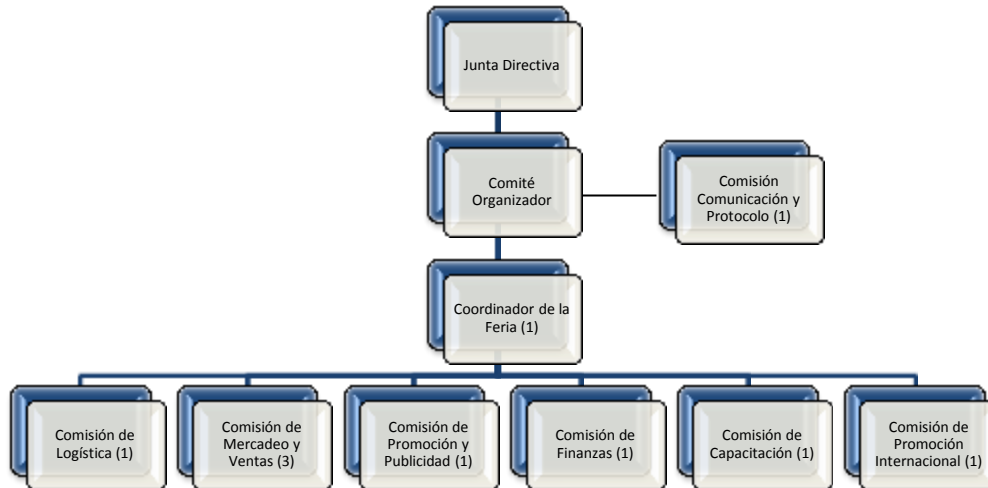 Junta Directiva
Comité
Organizador
Comisión
Comunicación y
Protocolo (1)
Coordinador de la
Feria (1)
Comisión de
Logística (1)
Comisión de
Mercadeo y
Ventas (3)
Comisión de
Promoción y
Publicidad (1)
Comisión de
Finanzas (1)
Comisión de
Capacitación (1)
Comisión de
Promoción
Internacional (1)